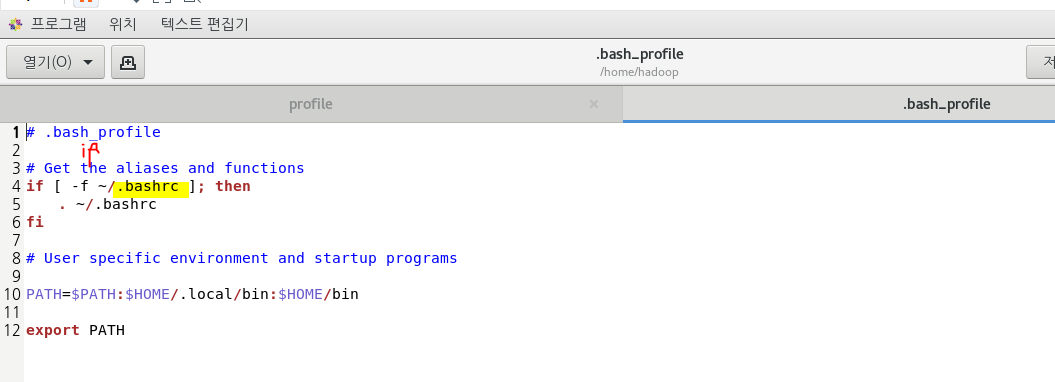 프로그램 위치 텍스트 편집기
열기(O) .bash_profile
/home/hadoop
profile × .bash_profile
1 # .bash_profile
2
if
3 # Get the aliases and functions
4 if [ -f ~/.bashrc ]; then
5 . ~/.bashrc
6 fi
7
8 # User specific environment and startup programs
9
10 PATH=$PATH:$HOME/.local/bin:$HOME/bin
11
12 export PATH